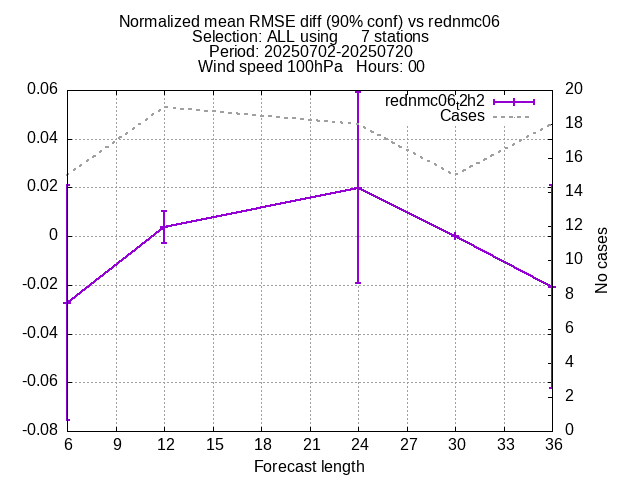 Normalized mean RMSE diff (90% conf) vs rednmc06
Selection: ALL using 7 stations
Period: 20250702-20250720
Wind speed 100hPa Hours: 00
rednmc06,2h2
Cases
0.06
0.04
0.02
0
-0.02
-0.04
-0.06
-0.08
20
18
16
14
12
10
8
6
4
2
0
No cases
6 9 12 15 18 21 24 27 30 33 36
Forecast length